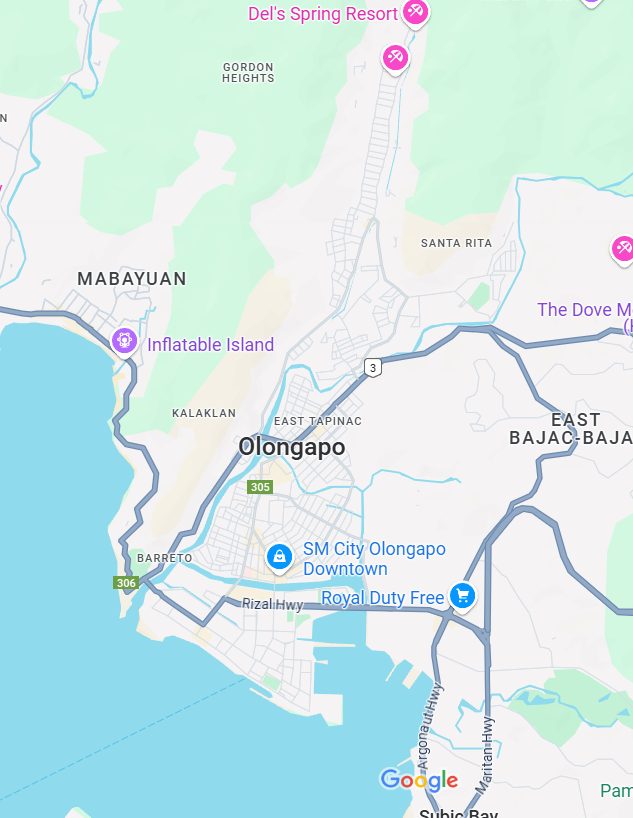 Del's Spring Resort
GORDON
HEIGHTS
N
SANTA RITA
MABAYUAN
The Dove M
(H
Inflatable Island
3
KALAKLAN
EAST TAPINAC
EAST
BAJAC-BAJA
Olongapo
305
SM City Olongapo
Downtown
BARRETO
306
Royal Duty Free
Rizal Hwy
Argonaut Hwy
Maritan Hwy
Google
Pam
Subic Bay